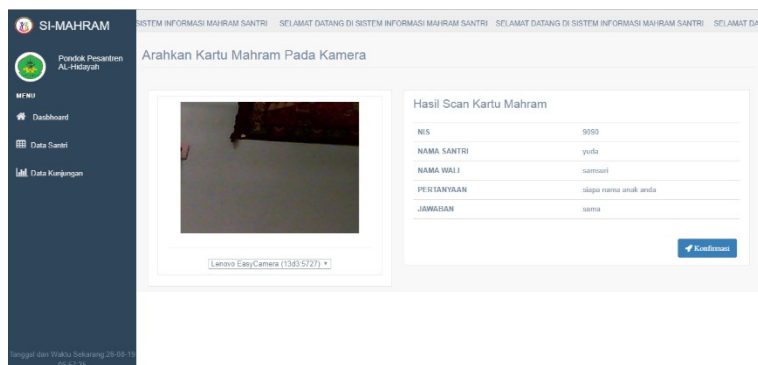 SI-MAHRAM
SISTEM INFORMASI MAHRAM SANTRI SELAMAT DATANG DI SISTEM INFORMASI MAHRAM SANTRI SELAMAT DATANG DI SISTEM INFORMASI MAHRAM SANTRI SELAMAT DA
Pondok Pesantren
AL-Hidayah
MENU
Dashboard
Data Santri
Data Kunjungan
Tanggal dan Waktu Sekarang 26-08-19
Arahkan Kartu Mahram Pada Kamera
Lenovo EasyCamera (13d3:5727)
Hasil Scan Kartu Mahram
NIS 9090
NAMA SANTRI yuda
NAMA WALI samsuri
PERTANYAAN siapa nama anak anda
JAWABAN sama
Konfirmasi